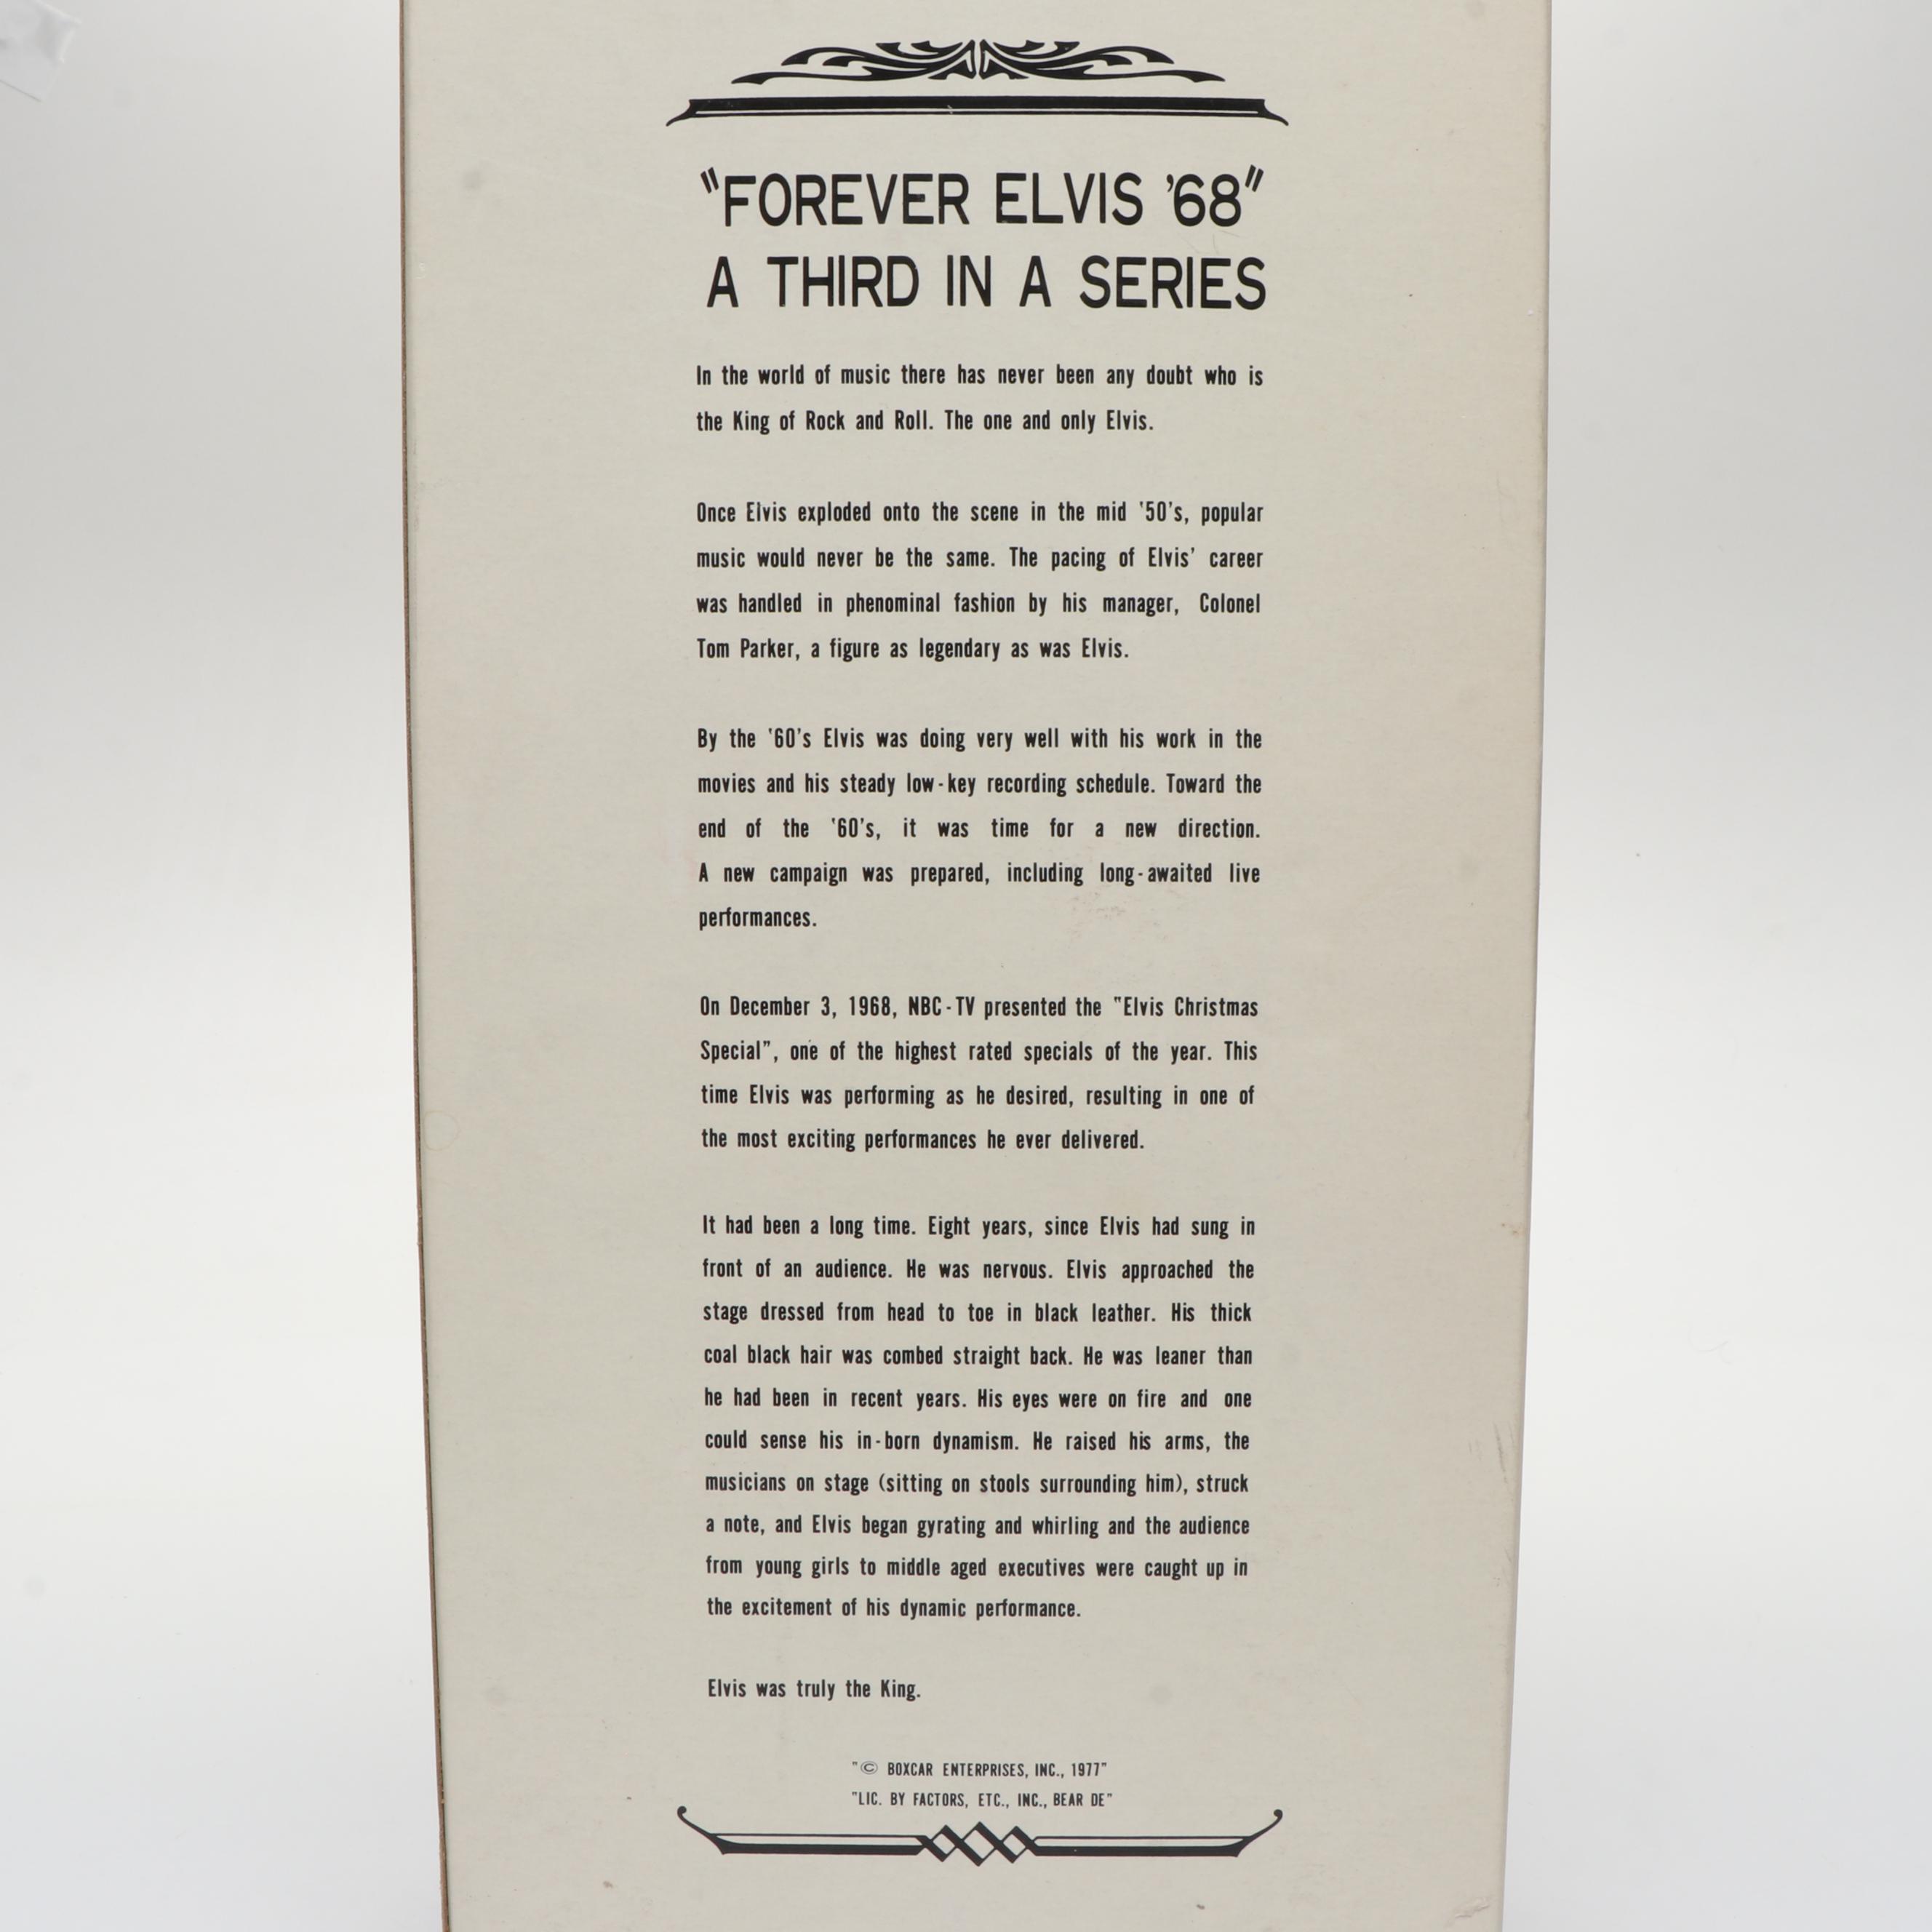 "FOREVER ELVIS '68"
A THIRD IN A SERIES
In the world of music there has never been any doubt who is
the King of Rock and Roll. The one and only Elvis.
Once Elvis exploded onto the scene in the mid '50's, popular
music would never be the same. The pacing of Elvis' career
was handled in phenominal fashion by his manager, Colonel
Tom Parker, a figure as legendary as was Elvis.
By the '60's Elvis was doing very well with his work in the
movies and his steady low-key recording schedule. Toward the
end of the '60's, it was time for a new direction.
A new campaign was prepared, including long-awaited live
performances.
On December 3, 1968, NBC-TV presented the "Elvis Christmas
Special", one of the highest rated specials of the year. This
time Elvis was performing as he desired, resulting in one of
the most exciting performances he ever delivered.
It had been a long time. Eight years, since Elvis had sung in
front of an audience. He was nervous. Elvis approached the
stage dressed from head to toe in black leather. His thick
coal black hair was combed straight back. He was leaner than
he had been in recent years. His eyes were on fire and one
could sense his in-born dynamism. He raised his arms, the
musicians on stage (sitting on stools surrounding him), struck
a note, and Elvis began gyrating and whirling and the audience
from young girls to middle aged executives were caught up in
the excitement of his dynamic performance.
Elvis was truly the King.
"© BOXCAR ENTERPRISES, INC., 1977"
"LIC. BY FACTORS, ETC., INC., BEAR DE"